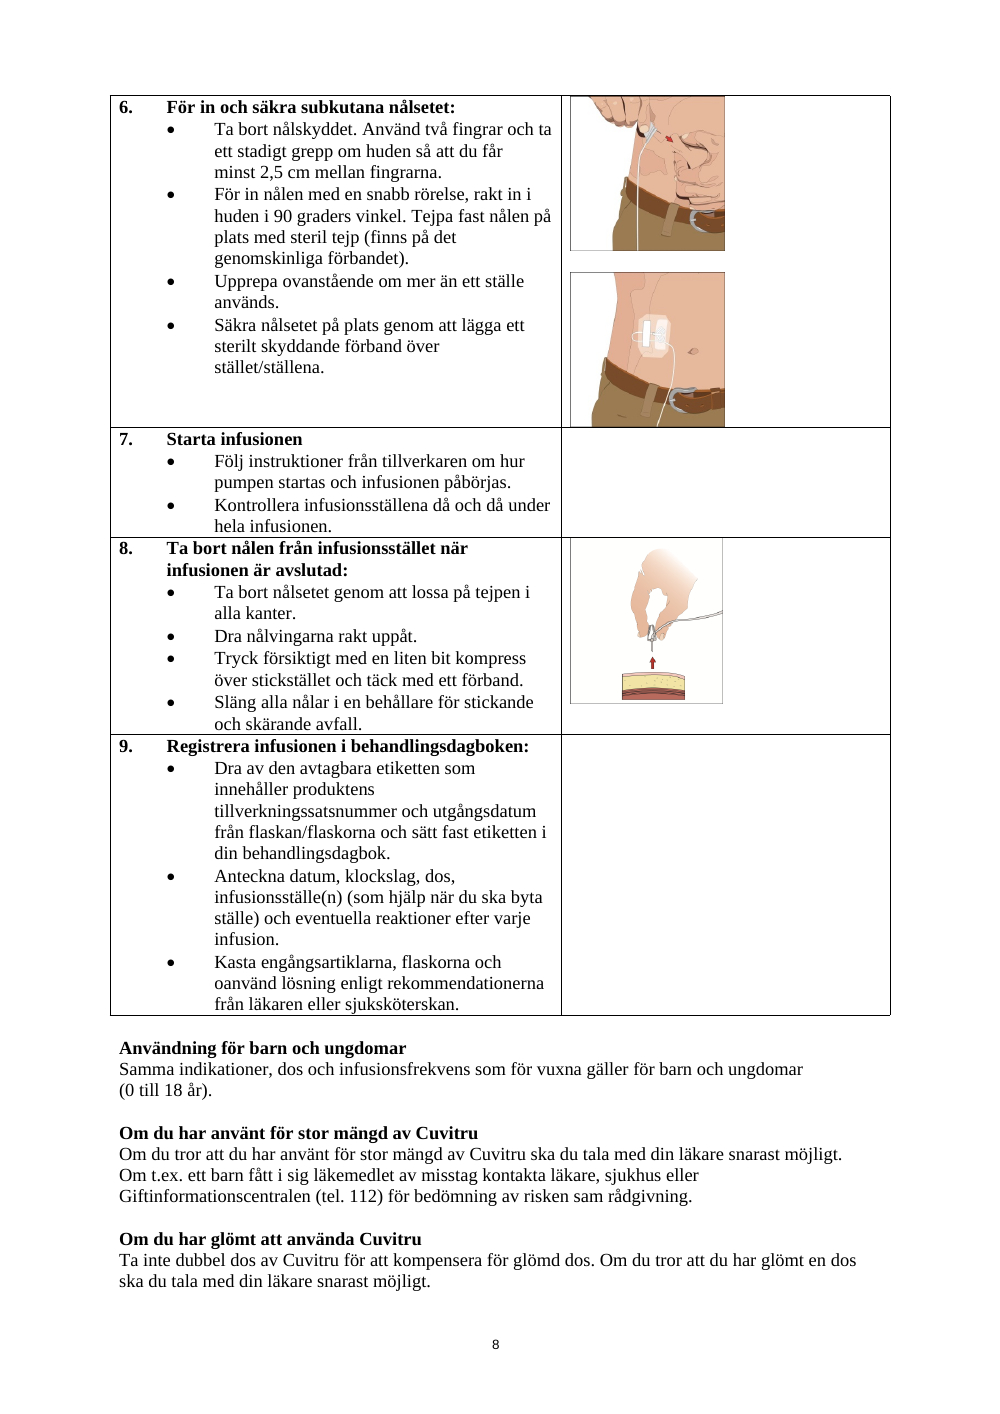 6. För in och säkra subkutana nålsetet:
• Ta bort nålskyddet. Använd två fingrar och ta
ett stadigt grepp om huden så att du får
minst 2,5 cm mellan fingrarna.
• För in nålen med en snabb rörelse, rakt in i
huden i 90 graders vinkel. Tejpa fast nålen på
plats med steril tejp (finns på det
genomskinliga förbandet).
• Upprepa ovanstående om mer än ett ställe
används.
• Säkra nålsetet på plats genom att lägga ett
sterilt skyddande förband över
stället/ställena.
7. Starta infusionen
• Följ instruktioner från tillverkaren om hur
pumpen startas och infusionen påbörjas.
• Kontrollera infusionsställena då och då under
hela infusionen.
8. Ta bort nålen från infusionsstället när
infusionen är avslutad:
• Ta bort nålsetet genom att lossa på tejpen i
alla kanter.
• Dra nålvingarna rakt uppåt.
• Tryck försiktigt med en liten bit kompress
över stickstället och täck med ett förband.
• Släng alla nålar i en behållare för stickande
och skärande avfall.
9. Registrera infusionen i behandlingsdagboken:
• Dra av den avtagbara etiketten som
innehåller produktens
tillverkningssatsnummer och utgångsdatum
från flaskan/flaskorna och sätt fast etiketten i
din behandlingsdagbok.
• Anteckna datum, klockslag, dos,
infusionsställe(n) (som hjälp när du ska byta
ställe) och eventuella reaktioner efter varje
infusion.
• Kasta engångsartiklarna, flaskorna och
oanvänd lösning enligt rekommendationerna
från läkaren eller sjuksköterskan.
Användning för barn och ungdomar
Samma indikationer, dos och infusionsfrekvens som för vuxna gäller för barn och ungdomar
(0 till 18 år).
Om du har använt för stor mängd av Cuvitru
Om du tror att du har använt för stor mängd av Cuvitru ska du tala med din läkare snarast möjligt.
Om t.ex. ett barn fått i sig läkemedlet av misstag kontakta läkare, sjukhus eller
Giftinformationscentralen (tel. 112) för bedömning av risken sam rådgivning.
Om du har glömt att använda Cuvitru
Ta inte dubbel dos av Cuvitru för att kompensera för glömd dos. Om du tror att du har glömt en dos
ska du tala med din läkare snarast möjligt.
8